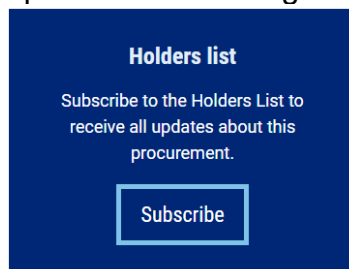 Holders list
Subscribe to the Holders List to
receive all updates about this
procurement.
Subscribe